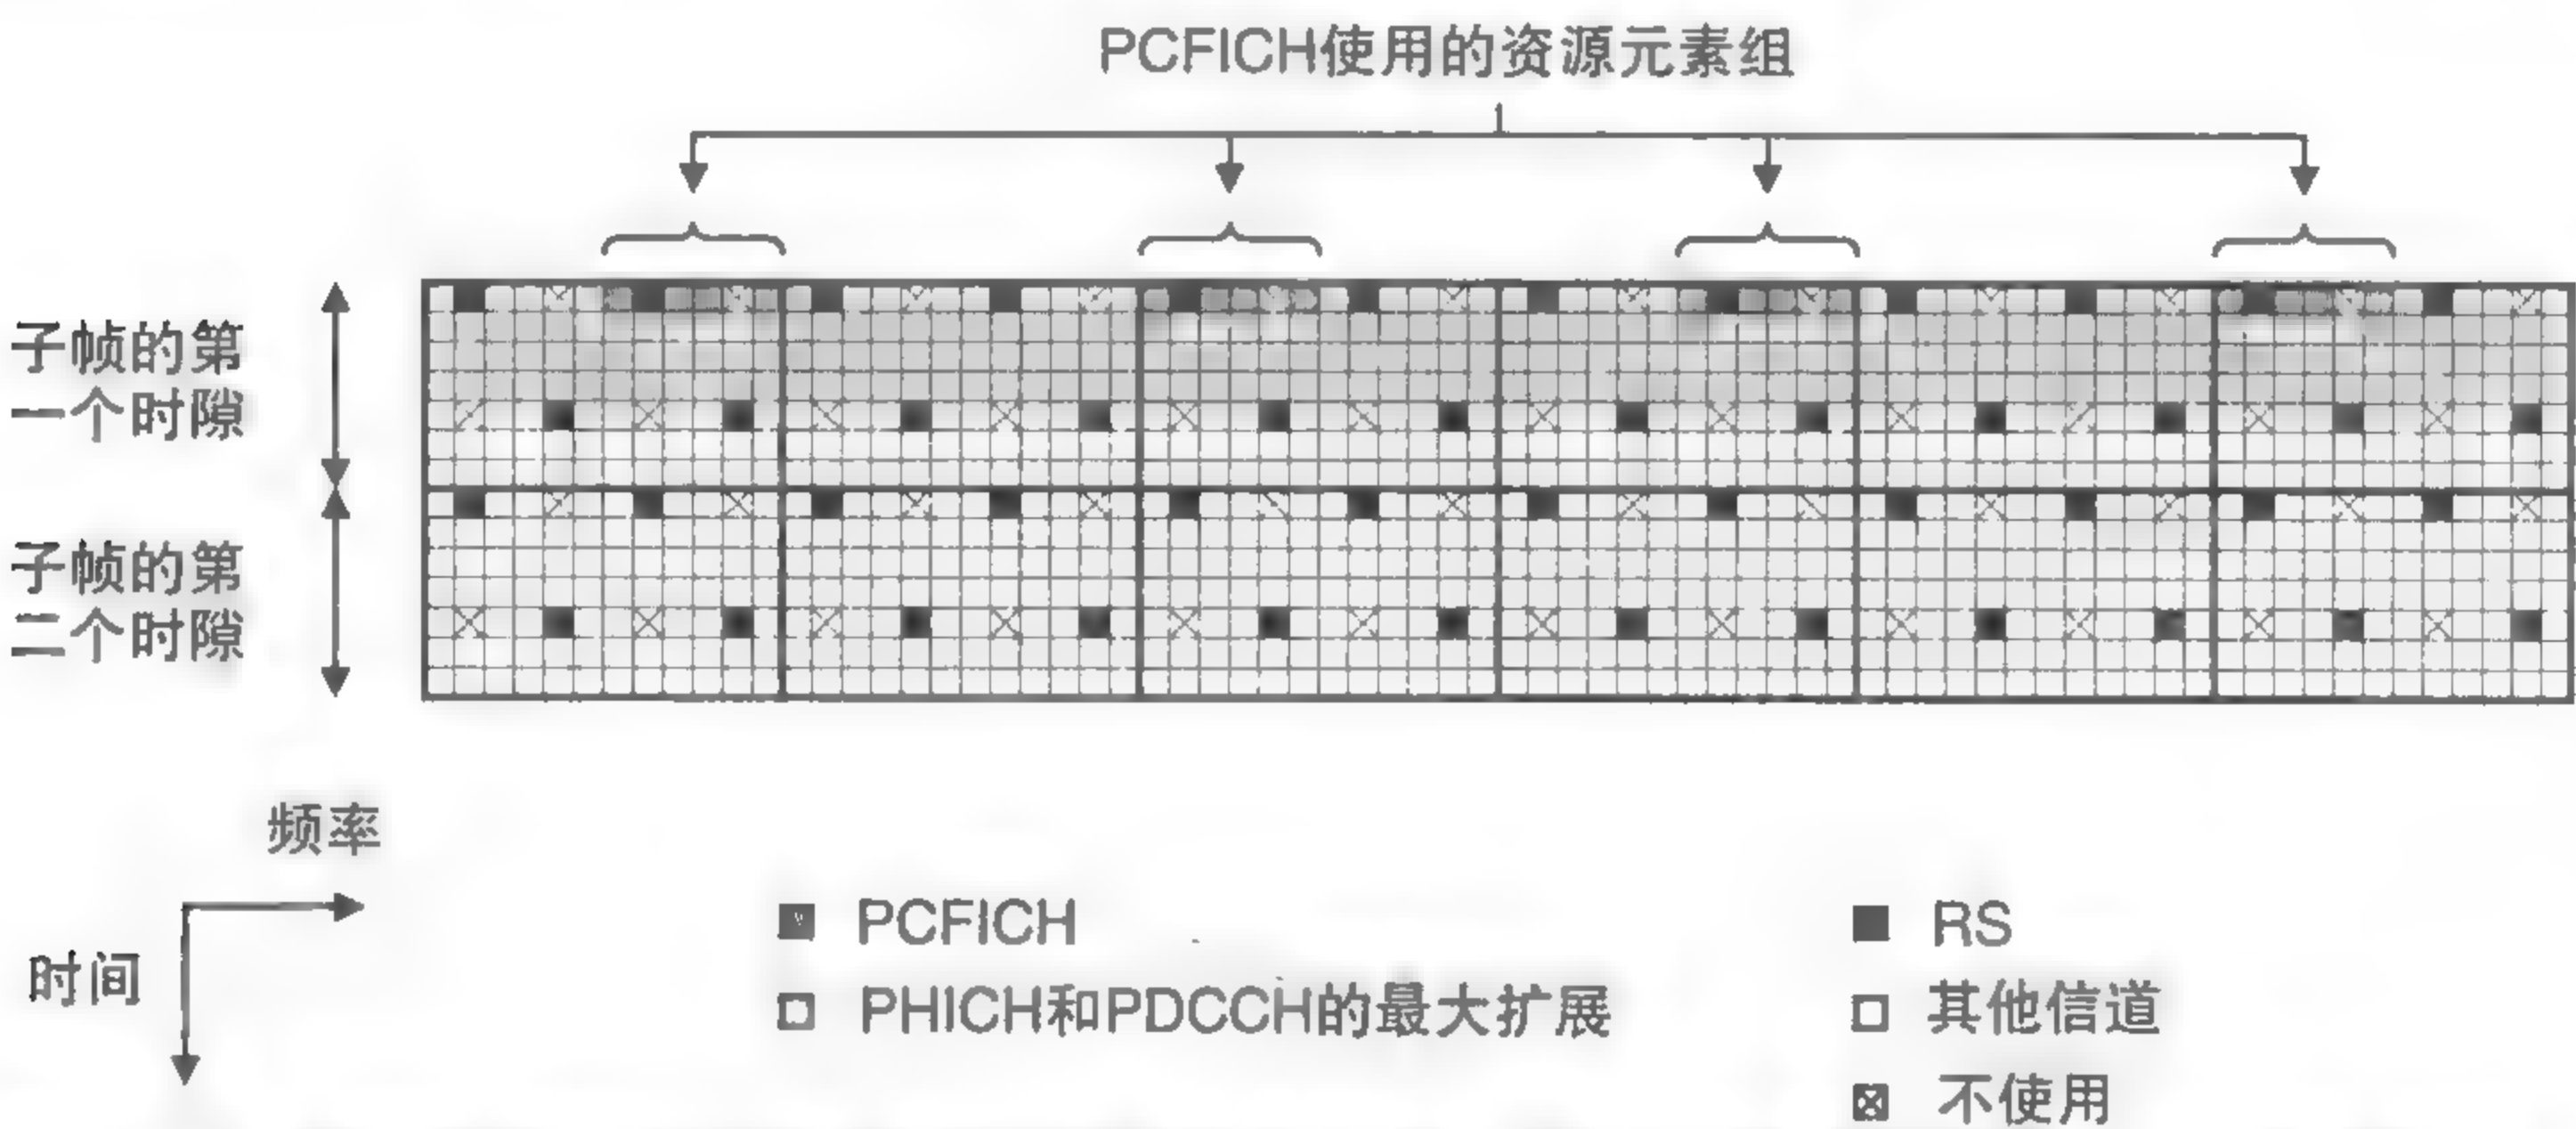 PCFICH使用的资源元素组
子帧的第
一个时隙
子帧的第
二个时隙
频率
时间
PCFICH
PHICH和PDCCH的最大扩展
RS
其他信道
不使用